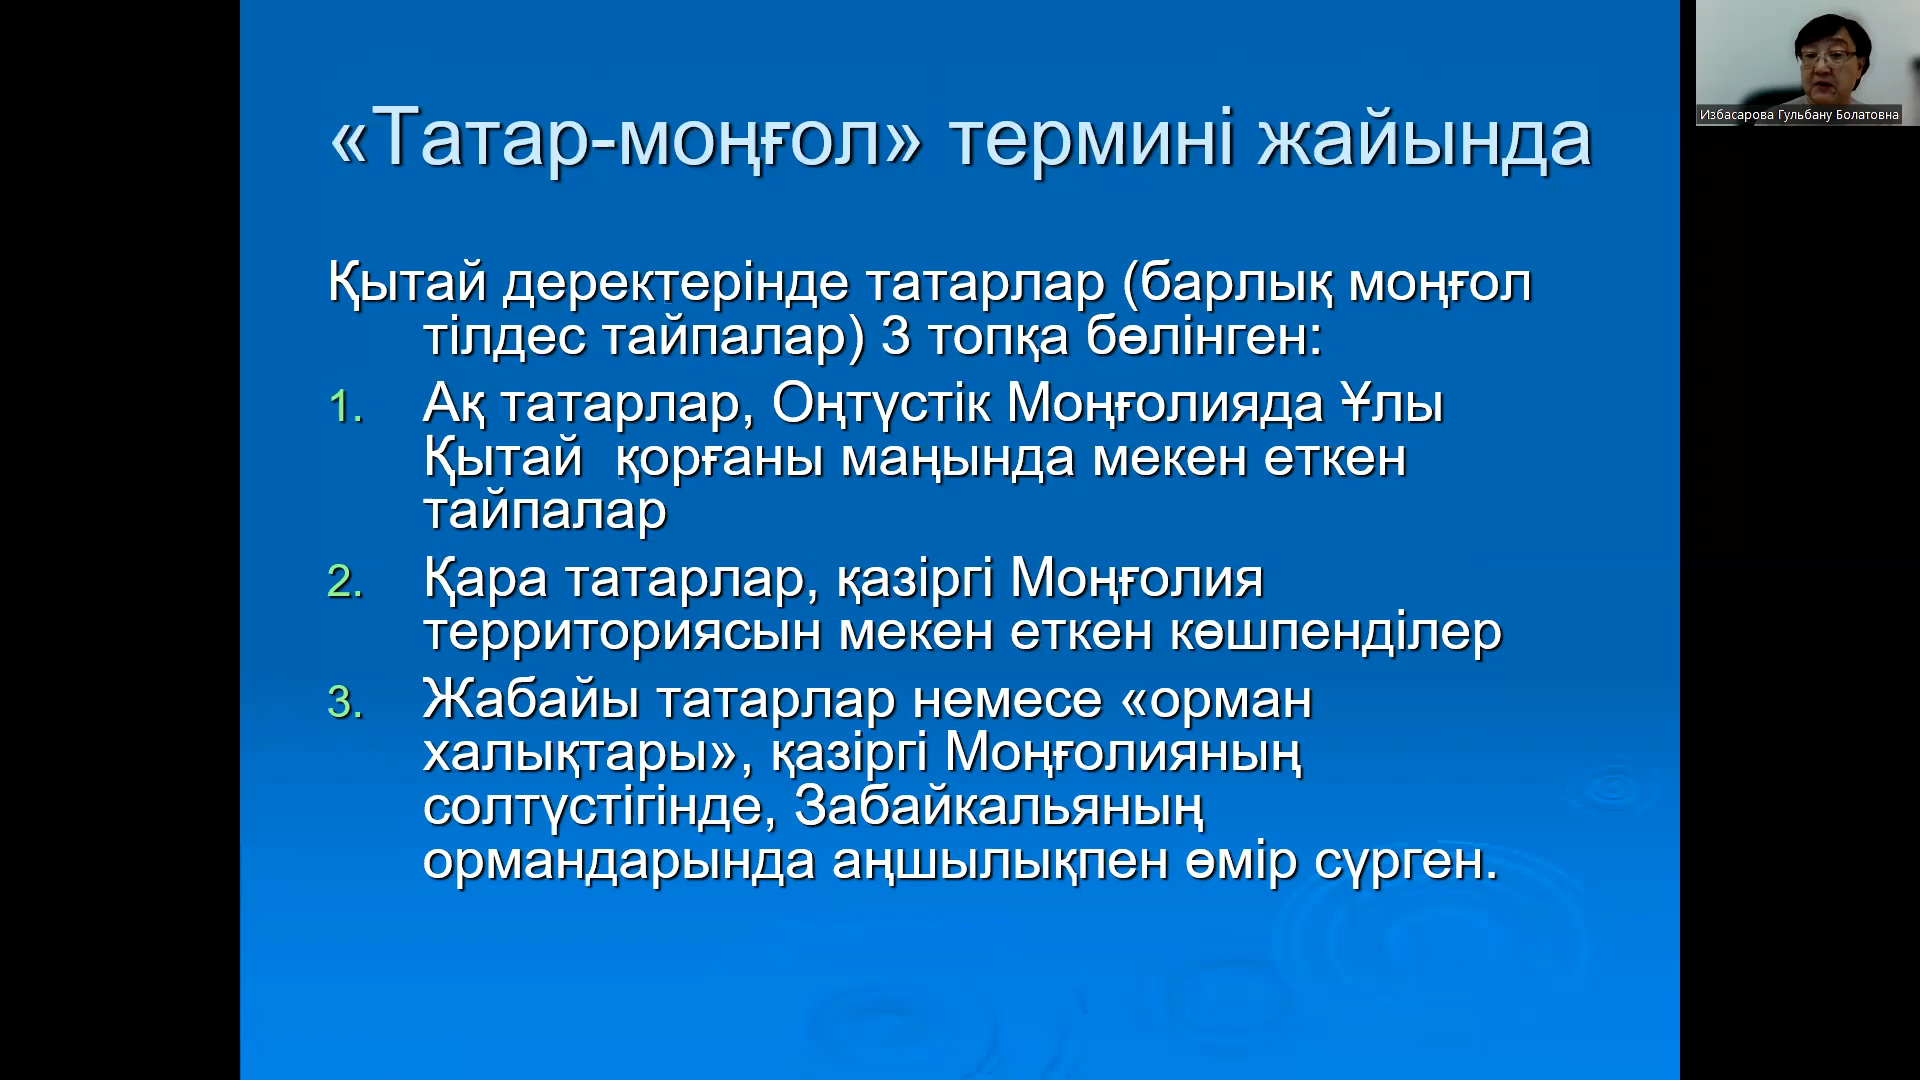 «Татар-моңғол» термині жайында
Избасарова Гульбану Болатовна
Қытай деректерінде татарлар (барлық моңғол
тілдес тайпалар) 3 топқа бөлінген:
1. Ақ татарлар, Оңтүстік Моңғолияда Ұлы
Қытай қорғаны маңында мекен еткен
тайпалар
2. Қара татарлар, қазіргі Моңғолия
территориясын мекен еткен көшпенділер
3. Жабайы татарлар немесе «орман
халықтары», қазіргі Моңғолияның
солтүстігінде, Забайкальяның
ормандарында аңшылықпен өмір сүрген.